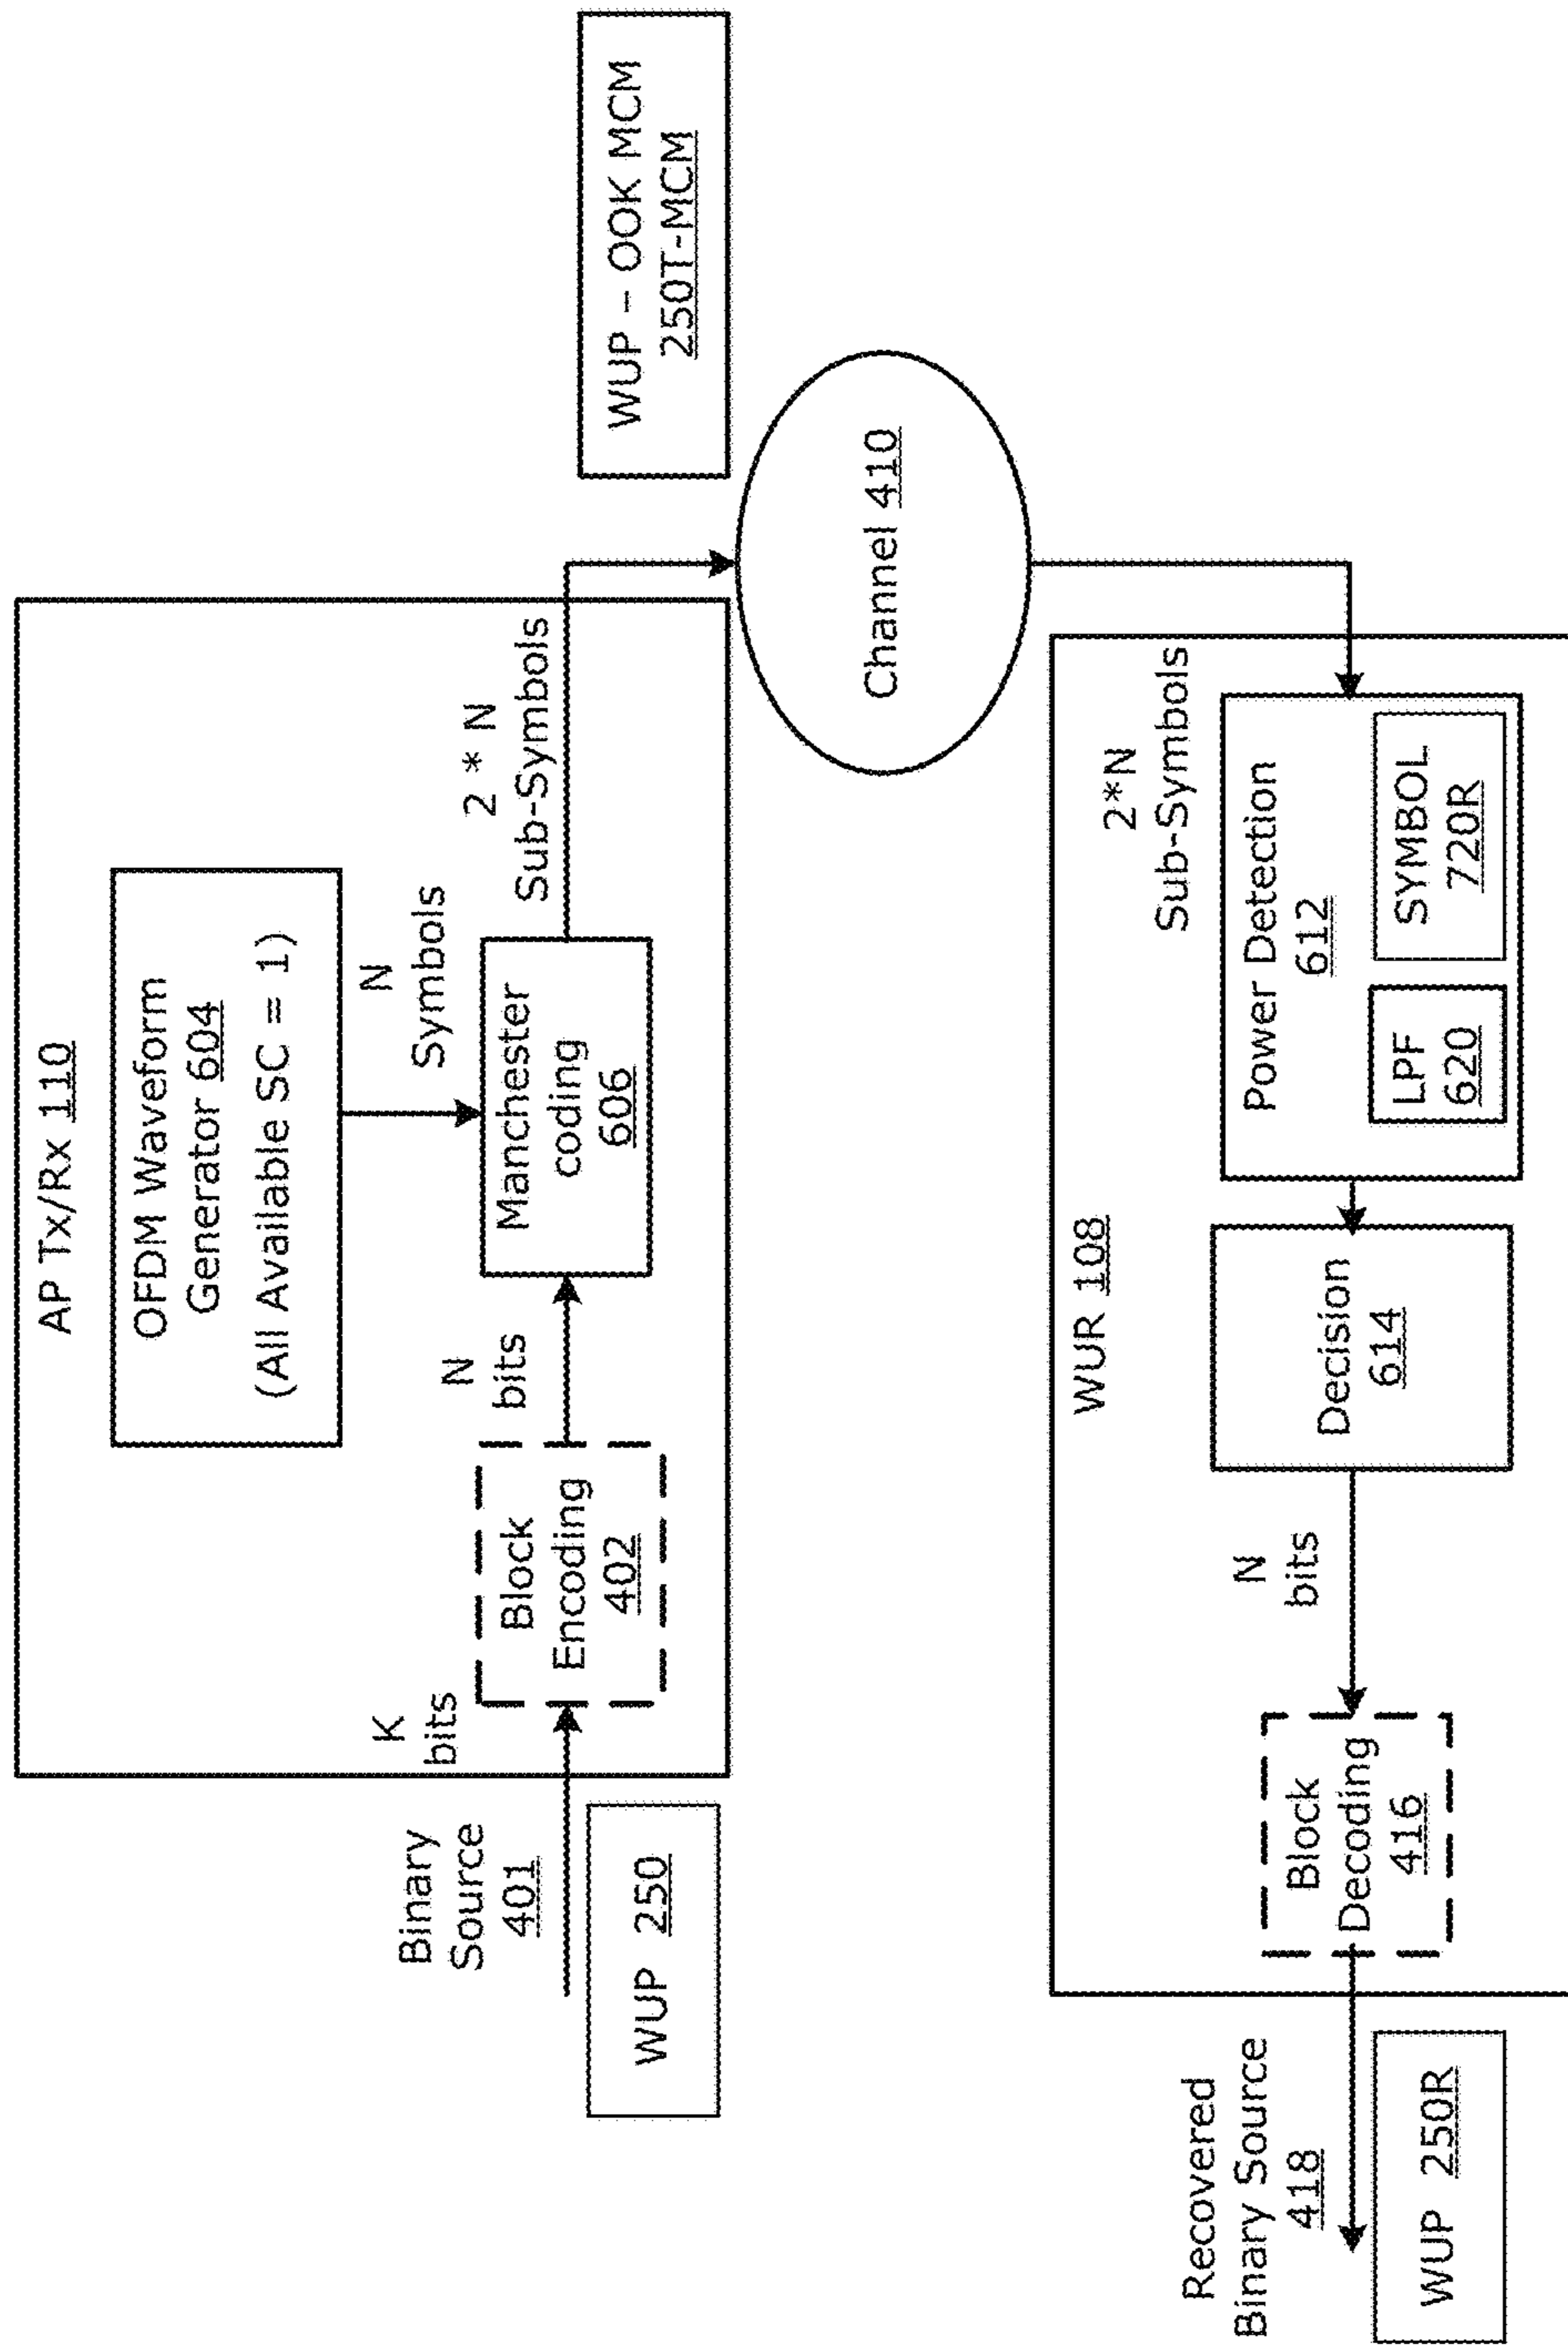 AP Tx/Rx 110
OFDM Waveform
Generator 604
(All Available SC = 1)
N
Symbols
Binary
Source
401
WUP 250
K
bits
Block
Encoding
402
N
bits
Manchester
coding
606
2 * N
Sub-Symbols
WUP – OOK MCM
250T-MCM
Channel 410
WUR 108
2*N
Sub-Symbols
Power Detection
612
LPF
620
SYMBOL
720R
Decision
614
N
bits
Block
Decoding
416
Recovered
Binary Source
418
WUP 250R